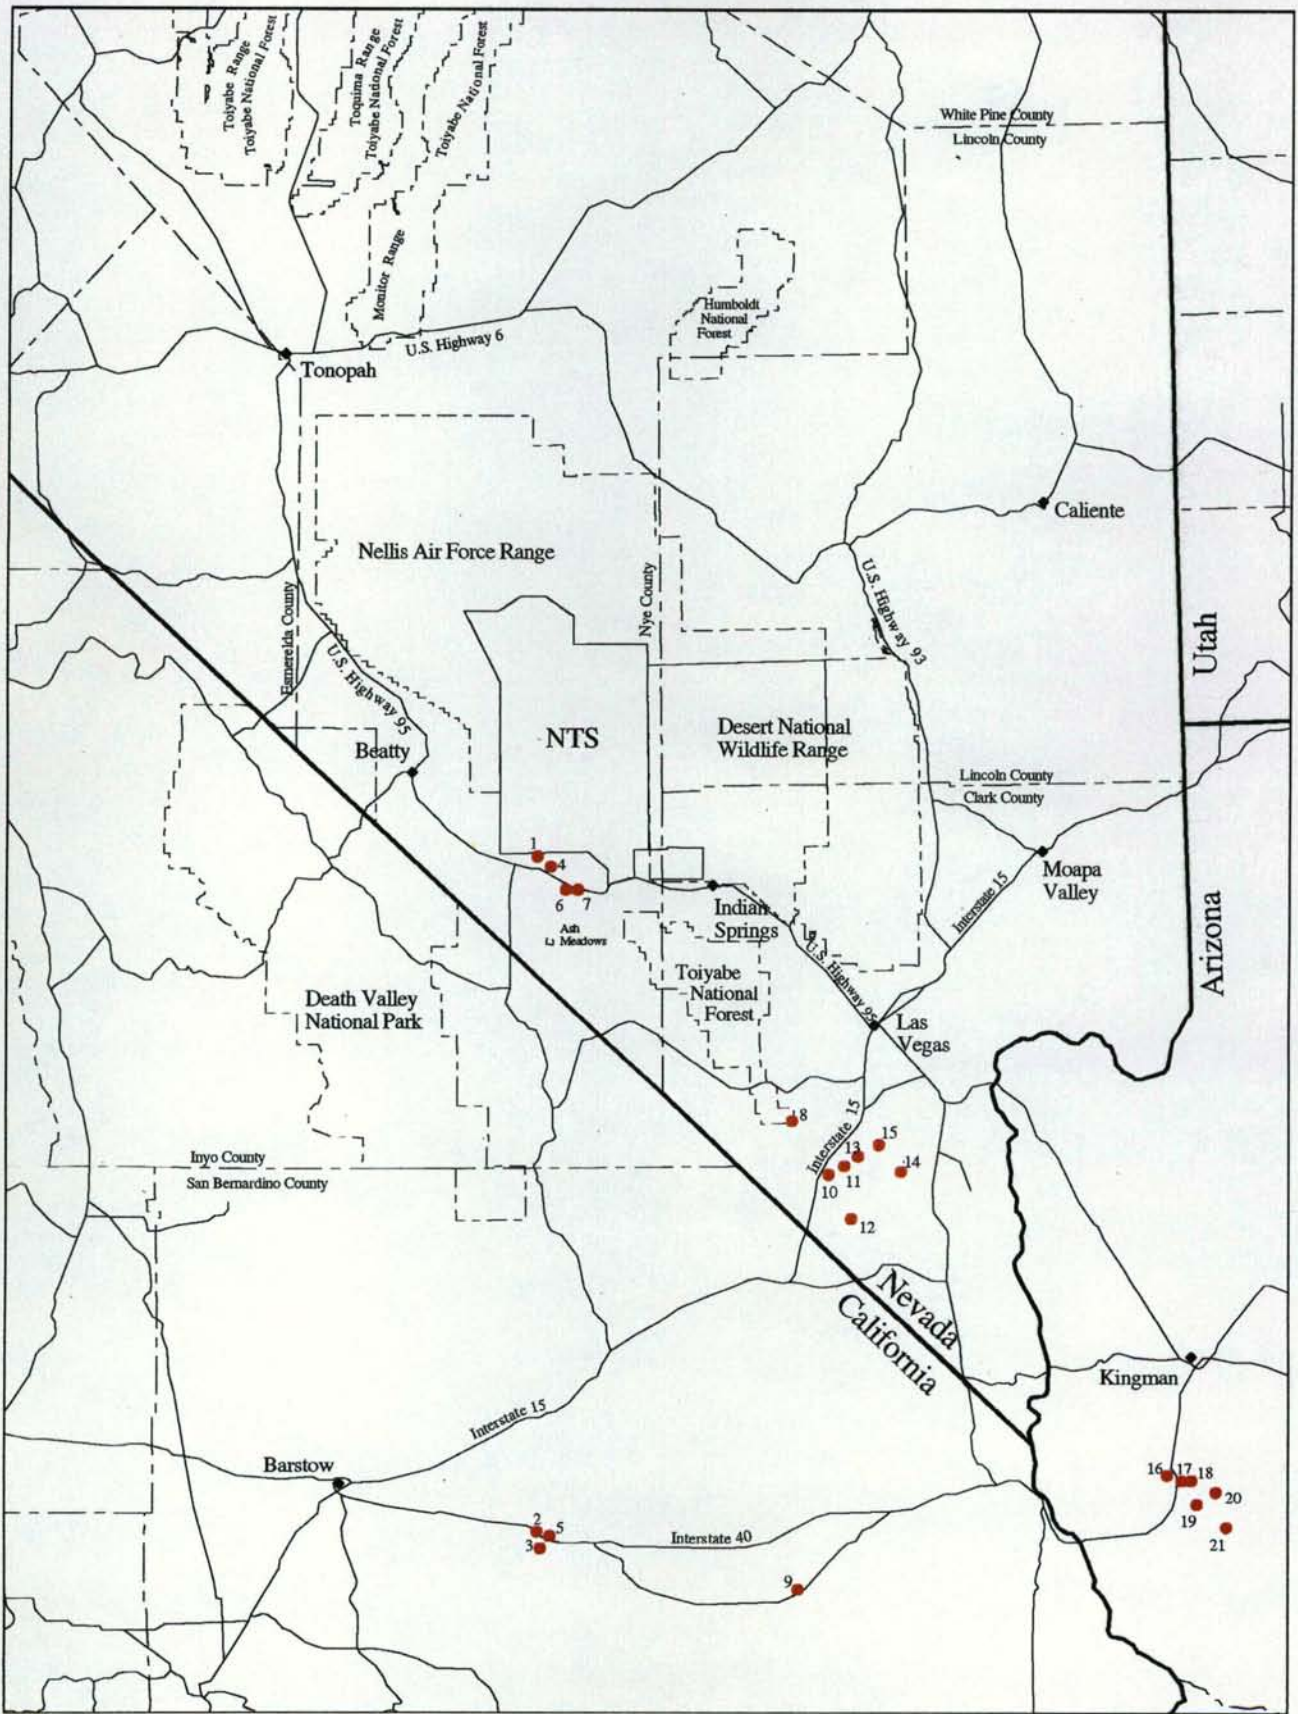 Toiyabe Range
Toiyabe National Forest
Toquima Range
Toiyabe National Forest
Toiyabe National Forest
Monitor Range
White Pine County
Lincoln County
Humboldt
National
Forest
U.S. Highway 6
Tonopah
Caliente
Nellis Air Force Range
Nye County
Esmerelda County
U.S. Highway 95
U.S. Highway 93
Utah
NTS
Desert National
Wildlife Range
Beatty
Lincoln County
Clark County
1
4
6
7
Ash
Meadows
Indian
Springs
Moapa
Valley
Interstate 15
Arizona
U.S. Highway 95
Toiyabe
National
Forest
Death Valley
National Park
Las
Vegas
8
Interstate 15
15
13
14
11
10
12
Inyo County
San Bernardino County
Nevada
California
Kingman
Interstate 15
Barstow
16
17
18
20
19
21
2
5
3
Interstate 40
9